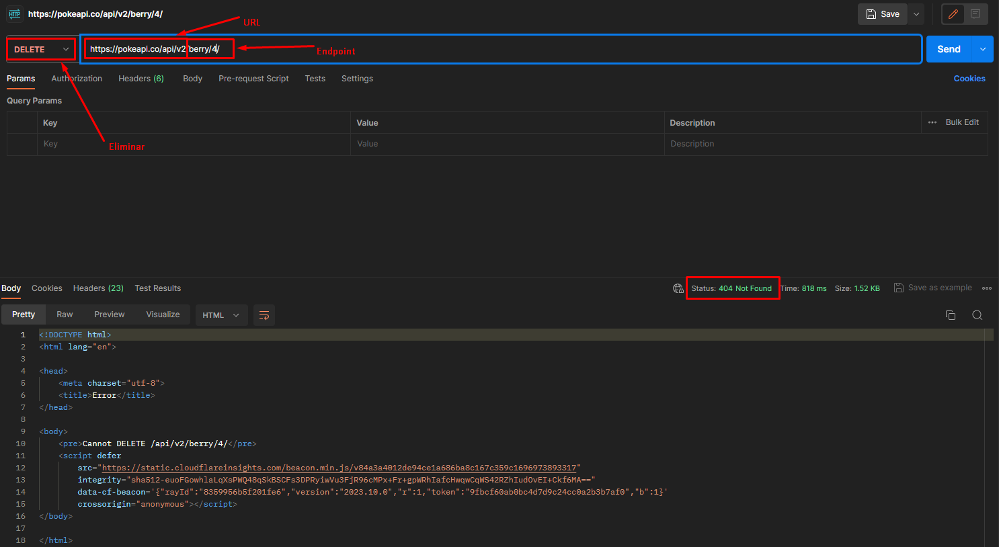 HTTP https://pokeapi.co/api/v2/berry/4/ Save
URL
DELETE https://pokeapi.co/api/v2/berry/4/ Send
Endpoint
Params Authorization Headers (6) Body Pre-request Script Tests Settings Cookies
Query Params
Key Value Description ••• Bulk Edit
Key Value Description
Eliminar
Body Cookies Headers (23) Test Results Status: 404 Not Found Time: 818 ms Size: 1.52 KB Save as example
Pretty Raw Preview Visualize HTML
1 <!DOCTYPE html>
2 <html lang="en">
3
4 <head>
5 <meta charset="utf-8">
6 <title>Error</title>
7 </head>
8
9 <body>
10 <pre>Cannot DELETE /api/v2/berry/4/</pre>
11 <script defer
12 src="https://static.cloudflareinsights.com/beacon.min.js/v84a3a4012de94ce1a686ba8c167c359c1696973893317"
13 integrity="sha512-euoFGowhlaLqXsPWQ48qSkBSCFs3DPRyiwVu3FjR96cMPx+Fr+gpWRhIafcHwqwCqWS42RZhIudOvEI+Ckf6MA=="
14 data-cf-beacon='{"rayId":"8359956b5f201fe6","version":"2023.10.0","r":1,"token":"9fbcf60ab0bc4d7d9c24cc0a2b3b7af0","b":1}'
15 crossorigin="anonymous"></script>
16 </body>
17
18 </html>